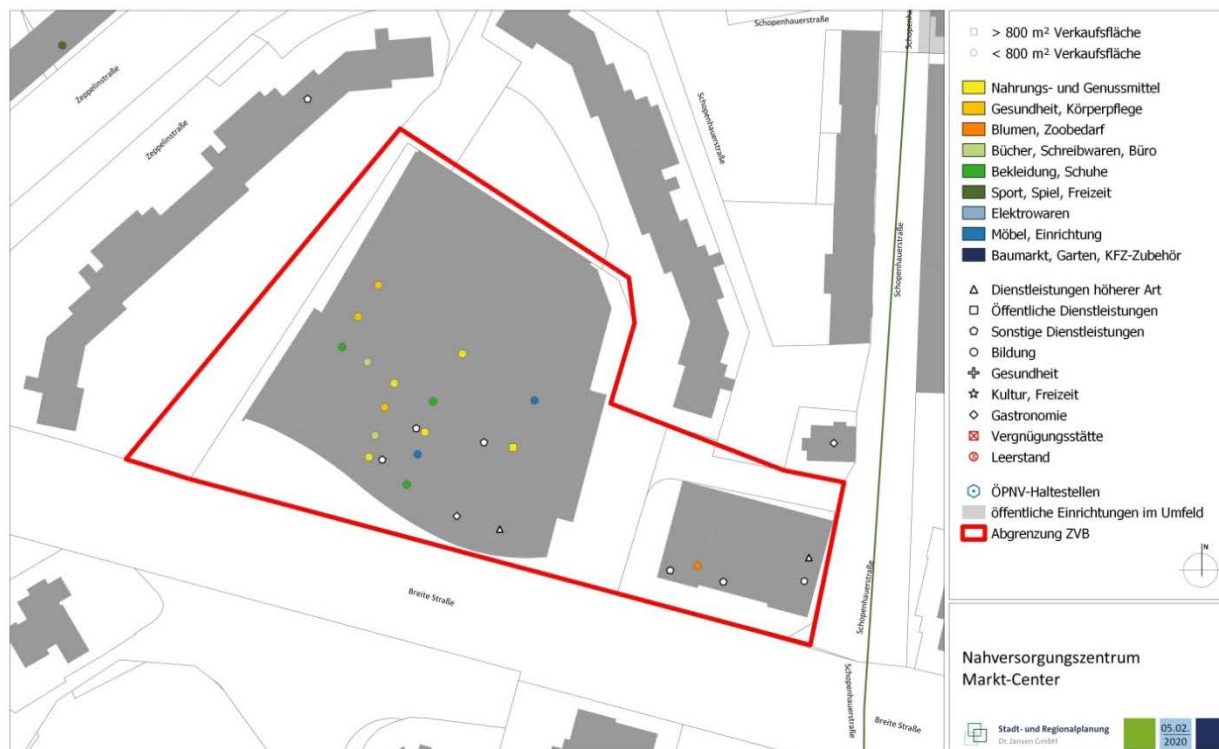 Schopenhauerstraße
Schopenhauerstraße
Zeppelinstraße
Zeppelinstraße
Schopenhauerstraße
Schopenhauerstraße
Breite Straße
Schopenhauerstraße
Schopenhauerstraße
Breite Straße
> 800 m² Verkaufsfläche
< 800 m² Verkaufsfläche
Nahrungs- und Genussmittel
Gesundheit, Körperpflege
Blumen, Zoobedarf
Bücher, Schreibwaren, Büro
Bekleidung, Schuhe
Sport, Spiel, Freizeit
Elektrowaren
Möbel, Einrichtung
Baumarkt, Garten, KFZ-Zubehör
Dienstleistungen höherer Art
Öffentliche Dienstleistungen
Sonstige Dienstleistungen
Bildung
Gesundheit
Kultur, Freizeit
Gastronomie
Vergnügungsstätte
Leerstand
ÖPNV-Haltestellen
öffentliche Einrichtungen im Umfeld
Abgrenzung ZVB
N
Nahversorgungszentrum
Markt-Center
Stadt- und Regionalplanung
Dr. Jansen GmbH
05.02.
2020